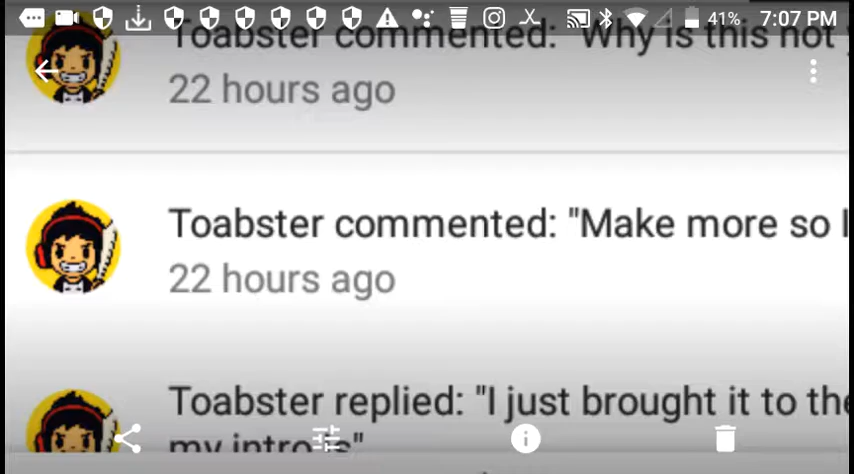 41% 7:07 PM
Toabster commented: "Why is this not
22 hours ago
Toabster commented: "Make more so I
22 hours ago
Toabster replied: "I just brought it to the
my intro